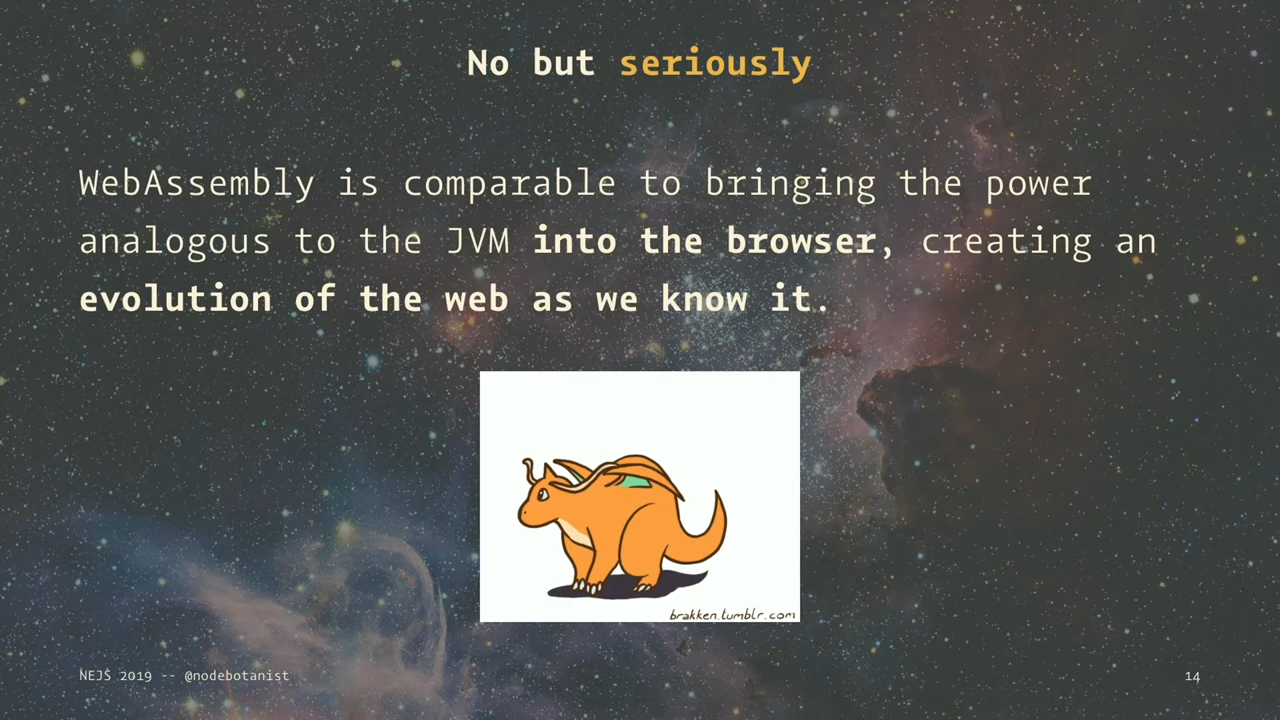 No but seriously
WebAssembly is comparable to bringing the power
analogous to the JVM into the browser, creating an
evolution of the web as we know it.
brakken.tumblr.com
NEJS 2019 -- @nodebotanist
14